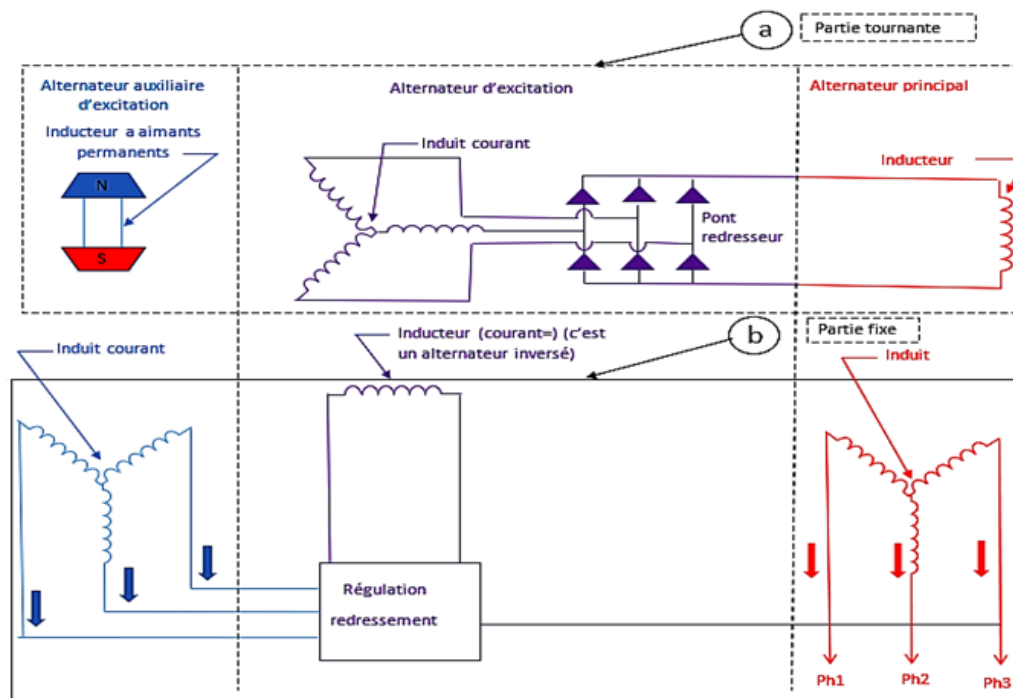 a
Partie tournante
Alternateur auxiliaire
d'excitation
Alternateur d'excitation
Alternateur principal
Inducteur a aimants
permanents
N
S
Induit courant
Pont
redresseur
Inducteur
b
Partie fixe
Induit courant
Inducteur (courant=) (c'est
un alternateur inversé)
Induit
Régulation
redressement
Ph1
Ph2
Ph3